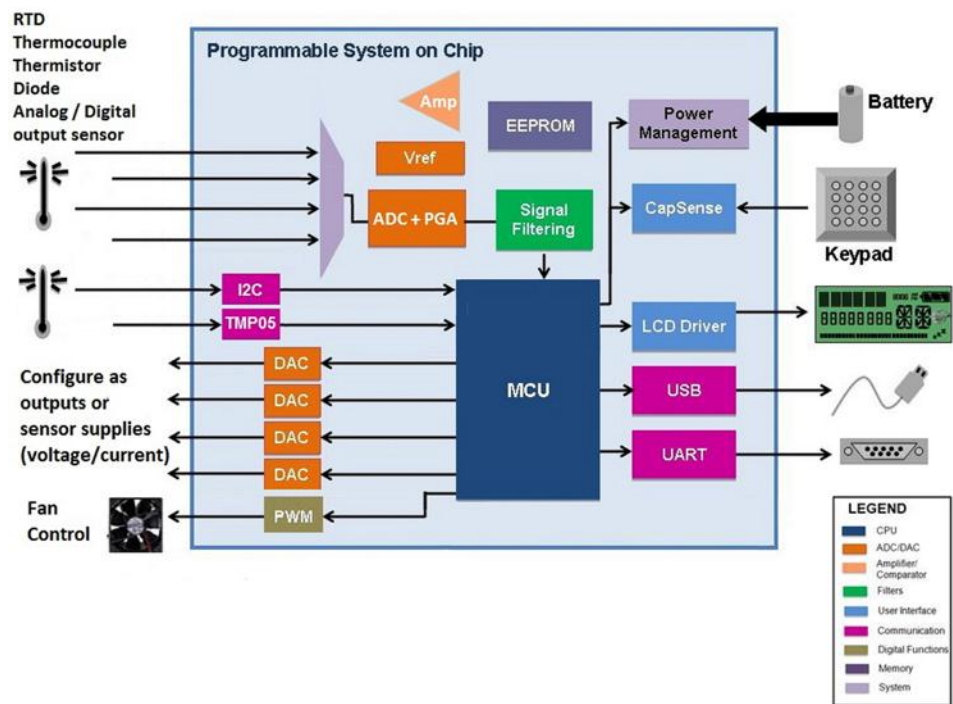 RTD
Thermocouple
Thermistor
Diode
Analog / Digital
output sensor
Programmable System on Chip
Amp
EEPROM
Power
Management
Battery
Vref
ADC + PGA
Signal
Filtering
CapSense
Keypad
I2C
TMP05
LCD Driver
DAC
DAC
DAC
DAC
MCU
USB
UART
Configure as
outputs or
sensor supplies
(voltage/current)
Fan
Control
PWM
LEGEND
CPU
ADC/DAC
Amplifier/
Comparator
Filters
User Interface
Communication
Digital Functions
Memory
System